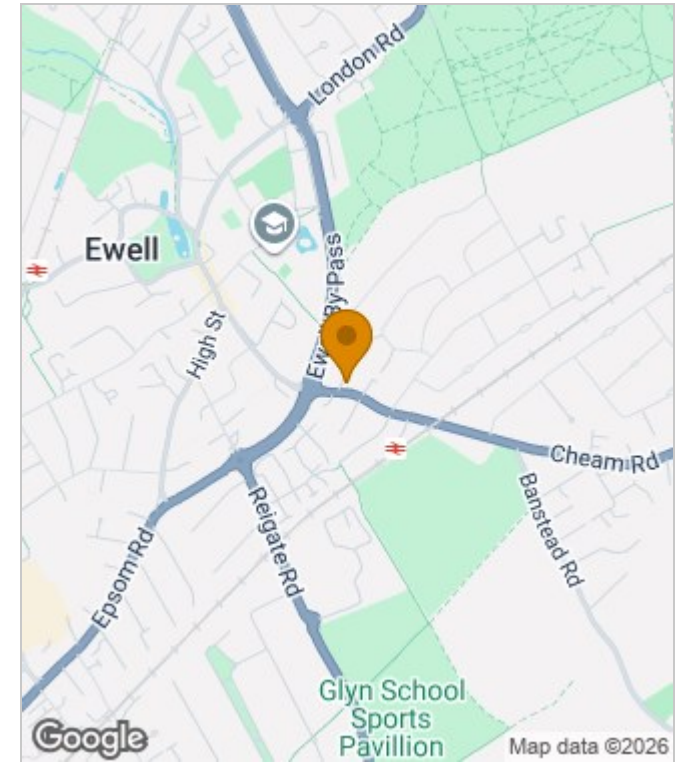 London Rd
Ewell
Ewell By-Pass
High St
Cheam Rd
Banstead Rd
Reigate Rd
Epsom Rd
Glyn School
Sports
Pavillion
Google
Map data ©2026